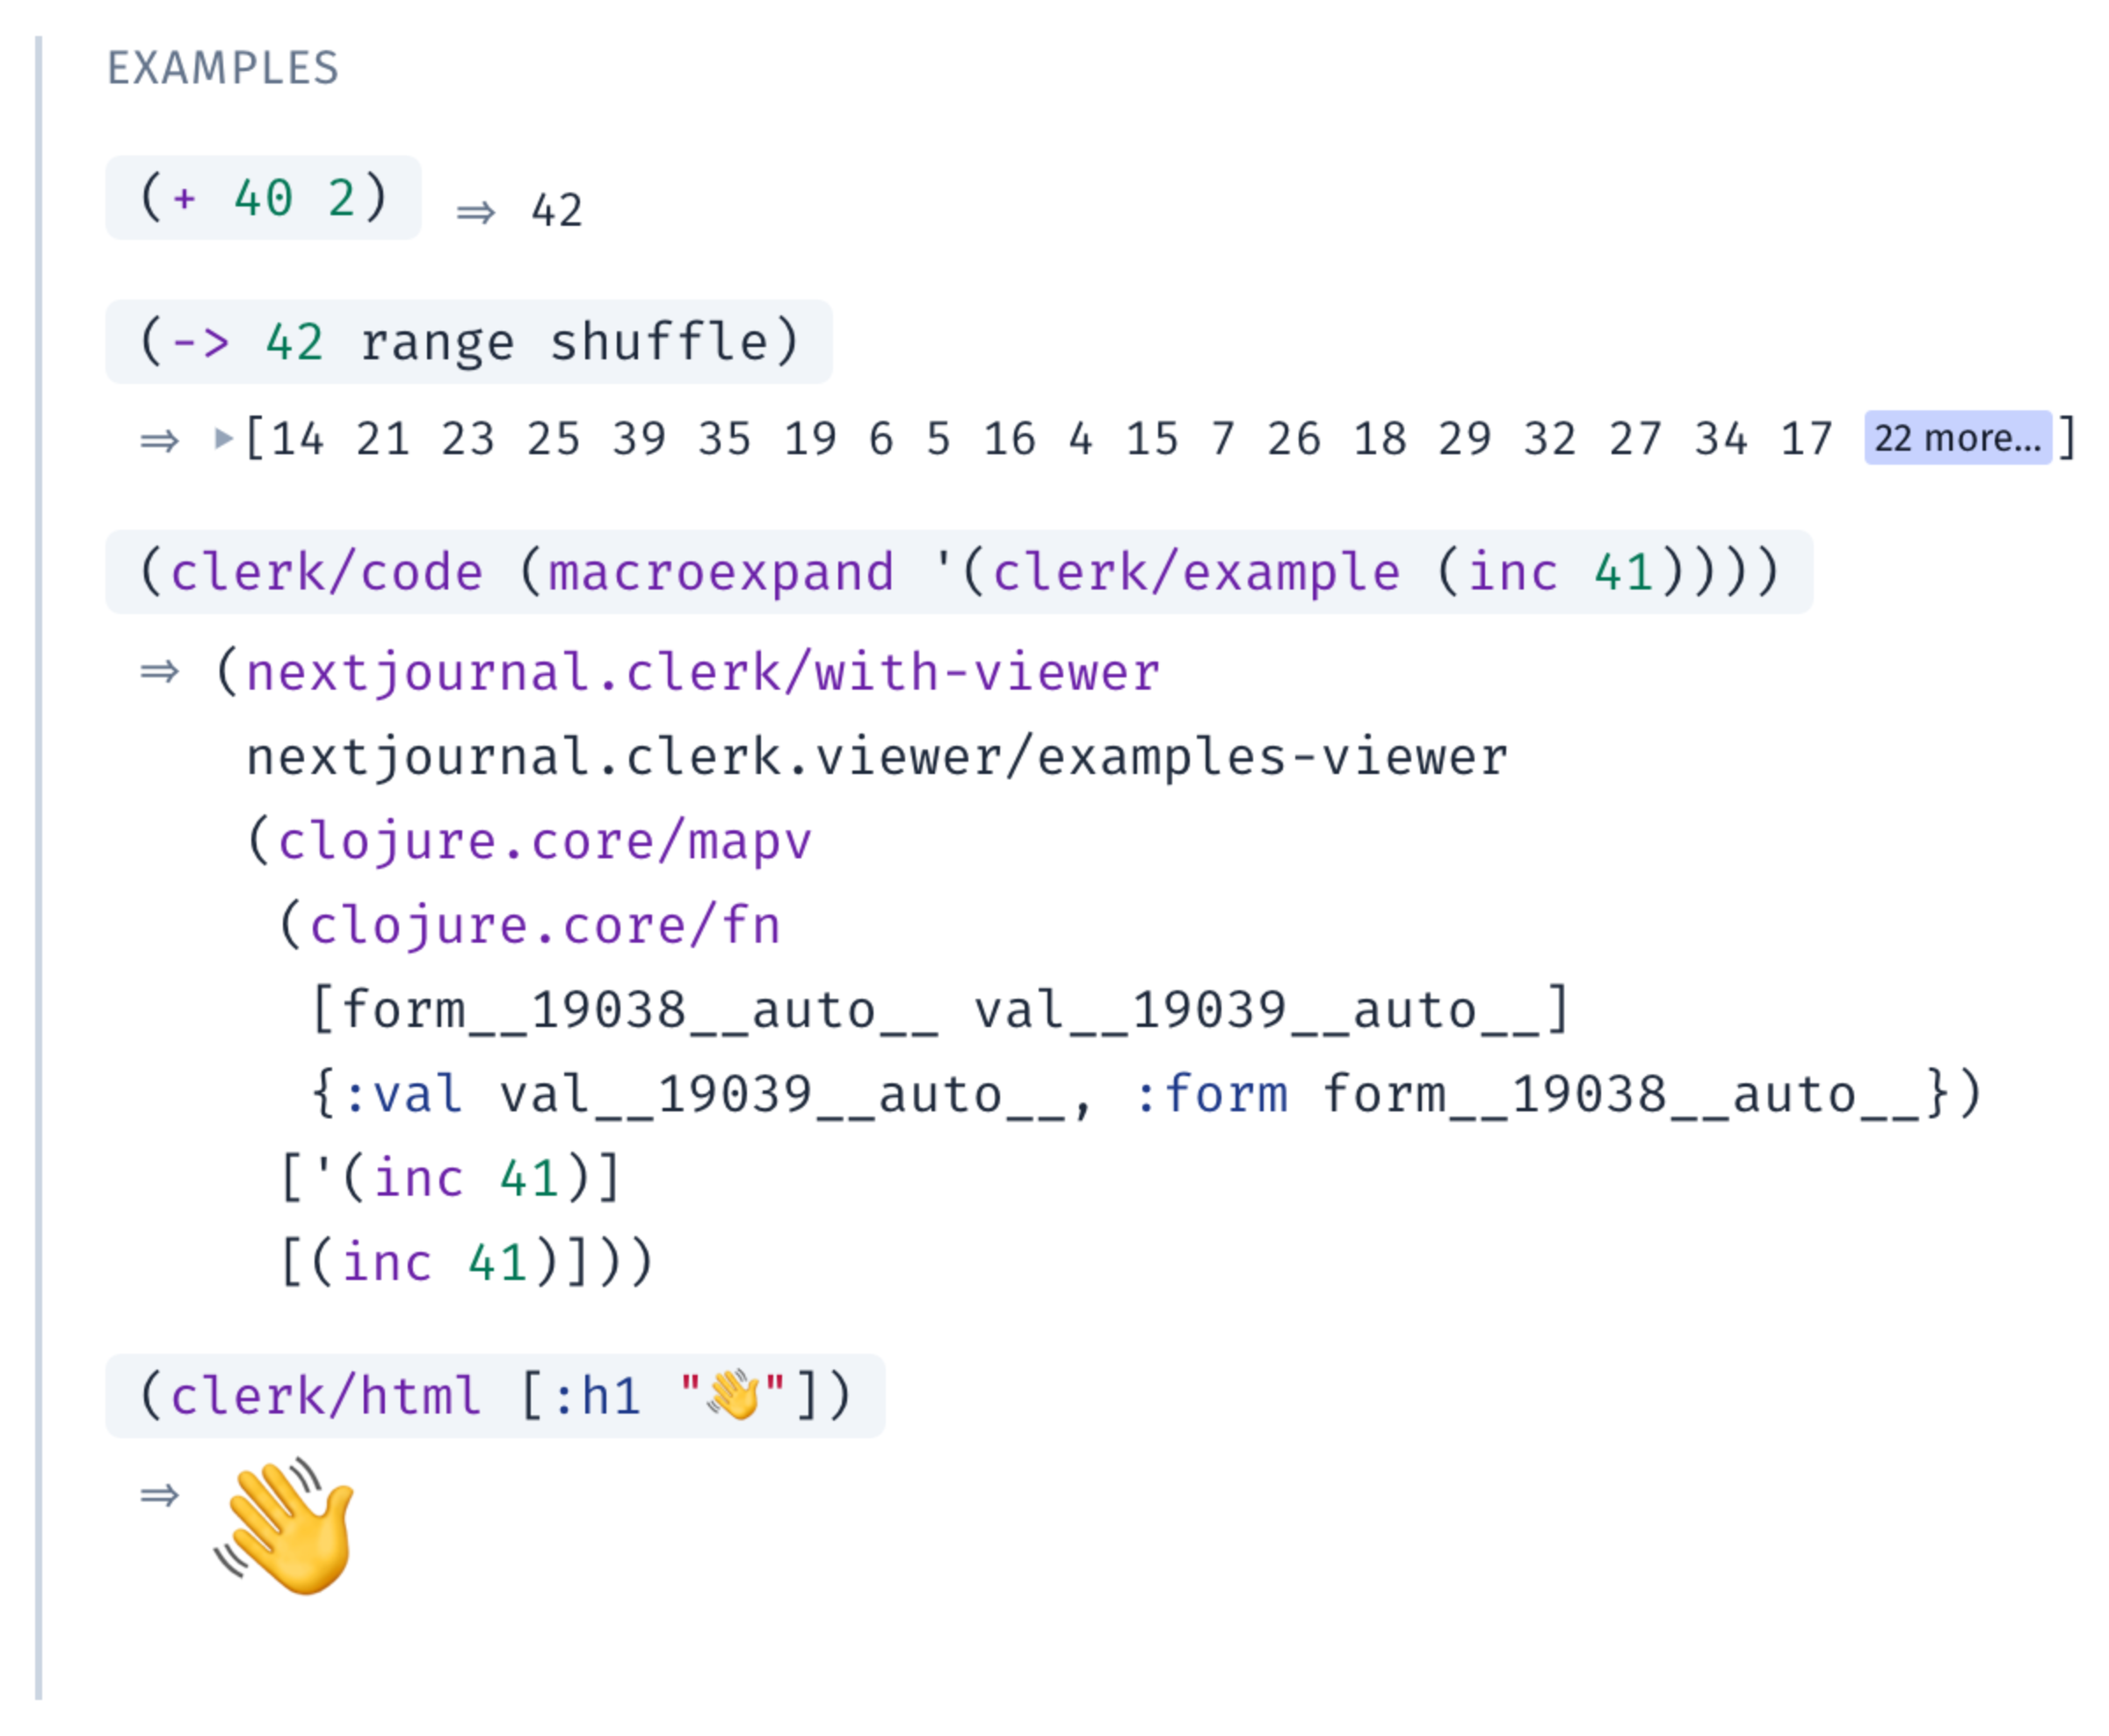 EXAMPLES
(+ 40 2) ⇒ 42
(-> 42 range shuffle)
⇒ ▶[14 21 23 25 39 35 19 6 5 16 4 15 7 26 18 29 32 27 34 17 22 more...]
(clerk/code (macroexpand '(clerk/example (inc 41))))
⇒ (nextjournal.clerk/with-viewer
nextjournal.clerk.viewer/examples-viewer
(clojure.core/mapv
(clojure.core/fn
[form__19038__auto__ val__19039__auto__]
{:val val__19039__auto__, :form form__19038__auto__})
['(inc 41)]
[(inc 41)]))
(clerk/html [:h1 "👋"])
⇒ 👋